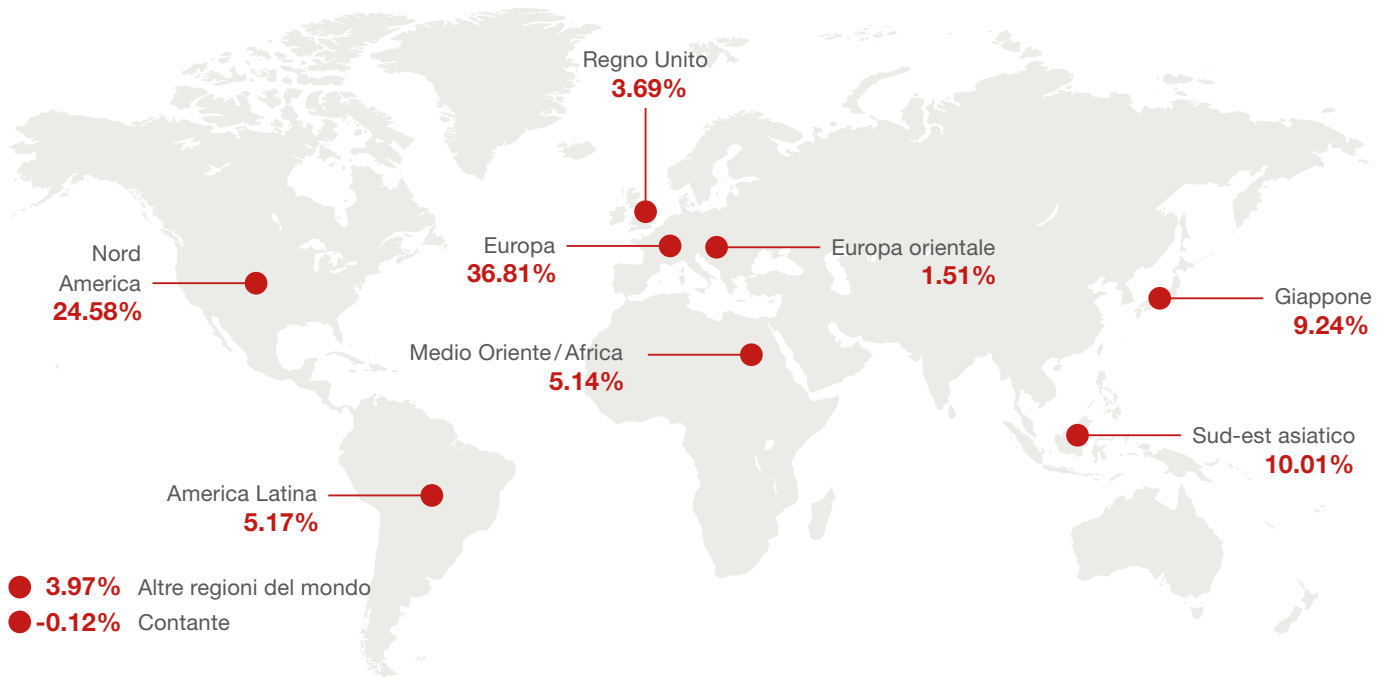 Regno Unito
3.69%
Nord
America
24.58%
Europa
36.81%
Europa orientale
1.51%
Giappone
9.24%
Medio Oriente/Africa
5.14%
Sud-est asiatico
10.01%
America Latina
5.17%
3.97% Altre regioni del mondo
-0.12% Contante